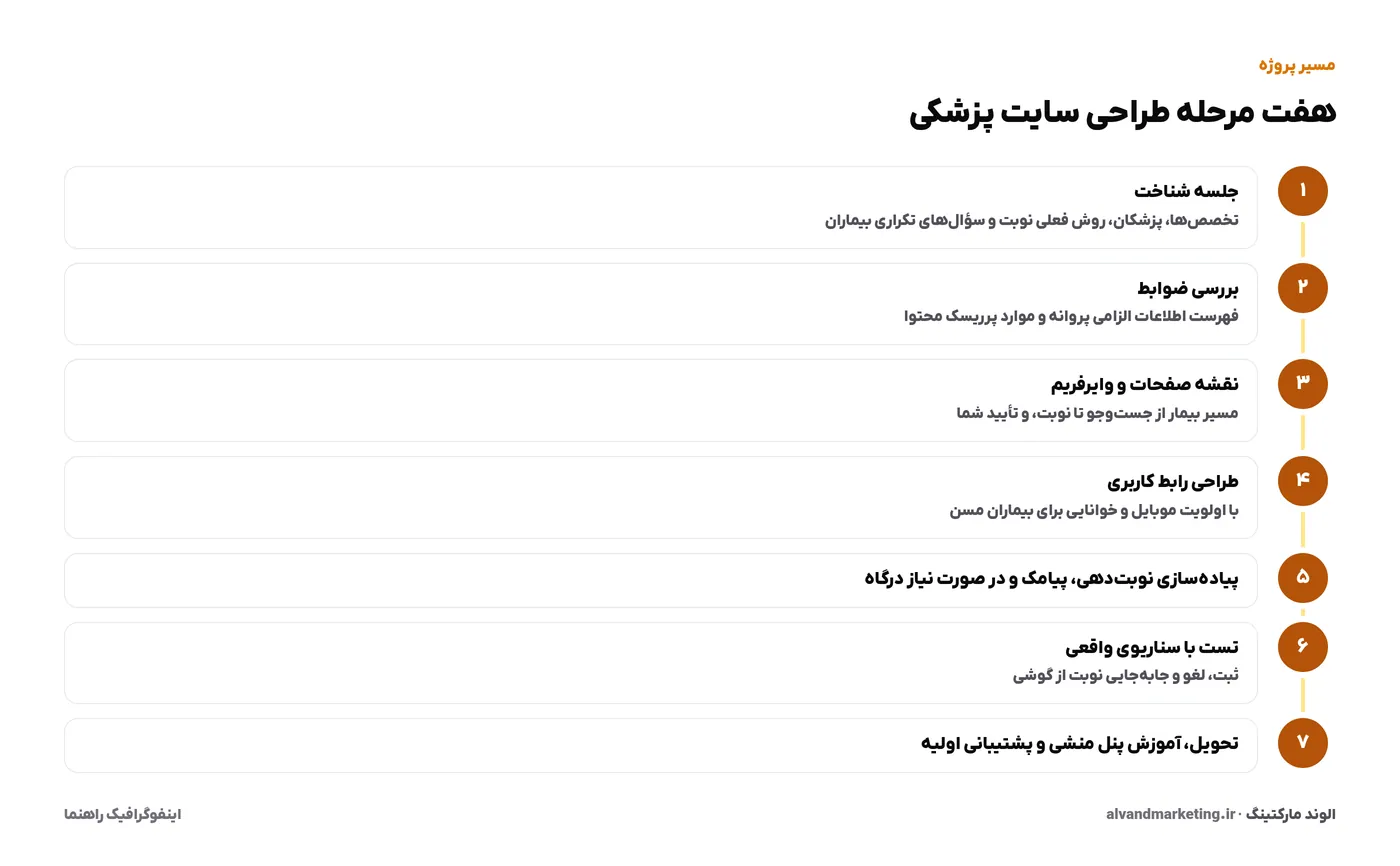 مسیر پروژه
هفت مرحله طراحی سایت پزشکی
۱
جلسه شناخت
تخصص‌ها، پزشکان، روش فعلی نوبت و سؤال‌های تکراری بیماران
۲
بررسی ضوابط
فهرست اطلاعات الزامی پروانه و موارد پرریسک محتوا
۳
نقشه صفحات و وایرفریم
مسیر بیمار از جست‌وجو تا نوبت، و تأیید شما
۴
طراحی رابط کاربری
با اولویت موبایل و خوانایی برای بیماران مسن
۵
پیاده‌سازی نوبت‌دهی، پیامک و در صورت نیاز درگاه
۶
تست با سناریوی واقعی
ثبت، لغو و جابه‌جایی نوبت از گوشی
۷
تحویل، آموزش پنل منشی و پشتیبانی اولیه
الوند مارکتینگ · alvandmarketing.ir
اینفوگرافیک راهنما